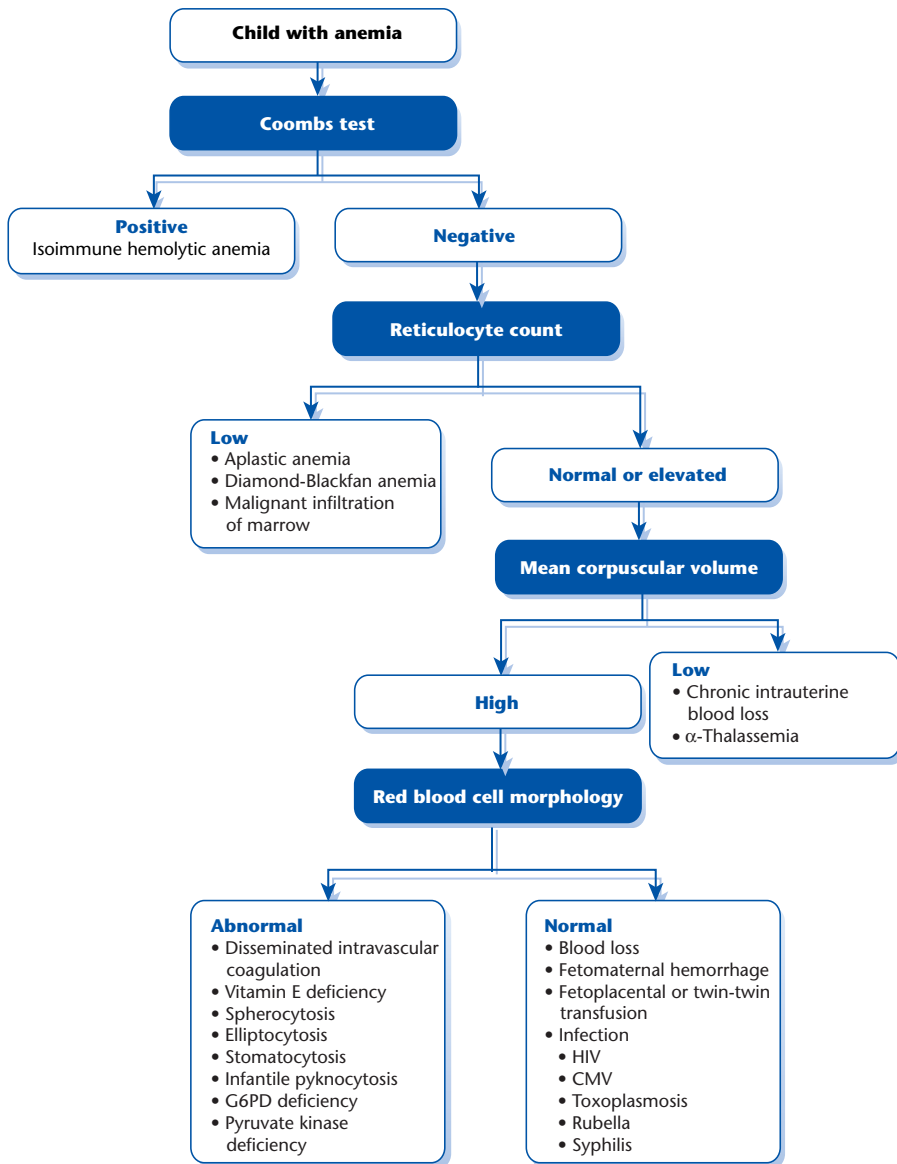 Child with anemia
Coombs test
Positive
Isoimmune hemolytic anemia
Negative
Reticulocyte count
Low
• Aplastic anemia
• Diamond-Blackfan anemia
• Malignant infiltration
of marrow
Normal or elevated
Mean corpuscular volume
High
Low
• Chronic intrauterine
blood loss
• α-Thalassemia
Red blood cell morphology
Abnormal
• Disseminated intravascular
coagulation
• Vitamin E deficiency
• Spherocytosis
• Elliptocytosis
• Stomatocytosis
• Infantile pyknocytosis
• G6PD deficiency
• Pyruvate kinase
deficiency
Normal
• Blood loss
• Fetomaternal hemorrhage
• Fetoplacental or twin-twin
transfusion
• Infection
• HIV
• CMV
• Toxoplasmosis
• Rubella
• Syphilis